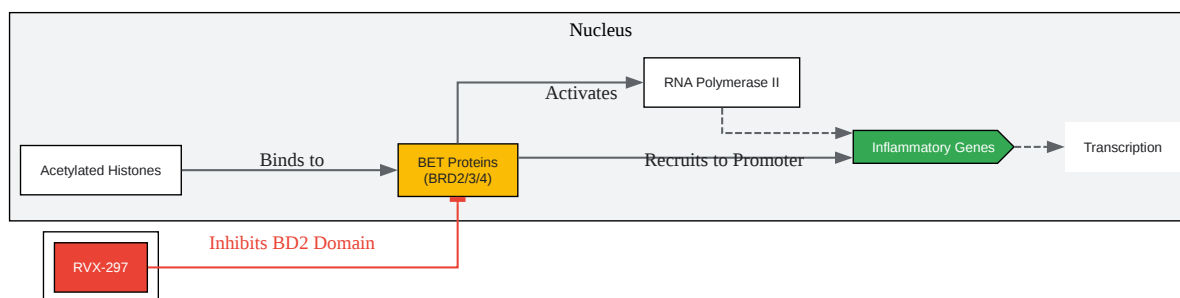 Nucleus
RNA Polymerase II
Activates
Inflammatory Genes
Transcription
Acetylated Histones
Binds to
BET Proteins
(BRD2/3/4)
Recruits to Promoter
Inhibits BD2 Domain
RVX-297